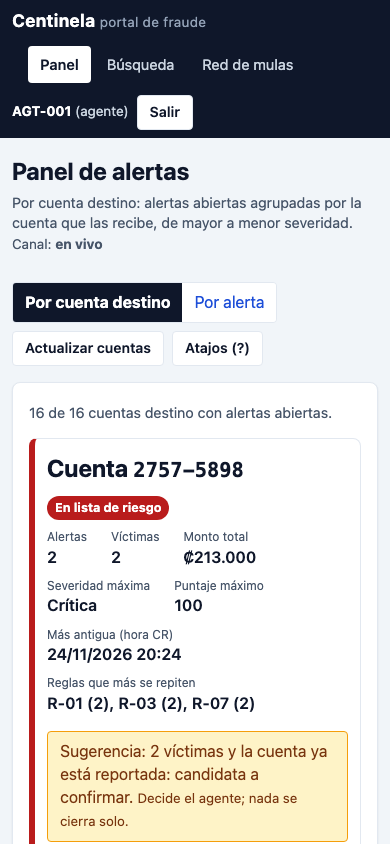 Centinela portal de fraude
Panel Búsqueda Red de mulas
AGT-001 (agente) Salir
Panel de alertas
Por cuenta destino: alertas abiertas agrupadas por la
cuenta que las recibe, de mayor a menor severidad.
Canal: en vivo
Por cuenta destino Por alerta
Actualizar cuentas Atajos (?)
16 de 16 cuentas destino con alertas abiertas.
Cuenta 2757-5898
En lista de riesgo
Alertas Víctimas Monto total
2 2 ₡213.000
Severidad máxima Puntaje máximo
Crítica 100
Más antigua (hora CR)
24/11/2026 20:24
Reglas que más se repiten
R-01 (2), R-03 (2), R-07 (2)
Sugerencia: 2 víctimas y la cuenta ya
está reportada: candidata a
confirmar. Decide el agente; nada se
cierra solo.